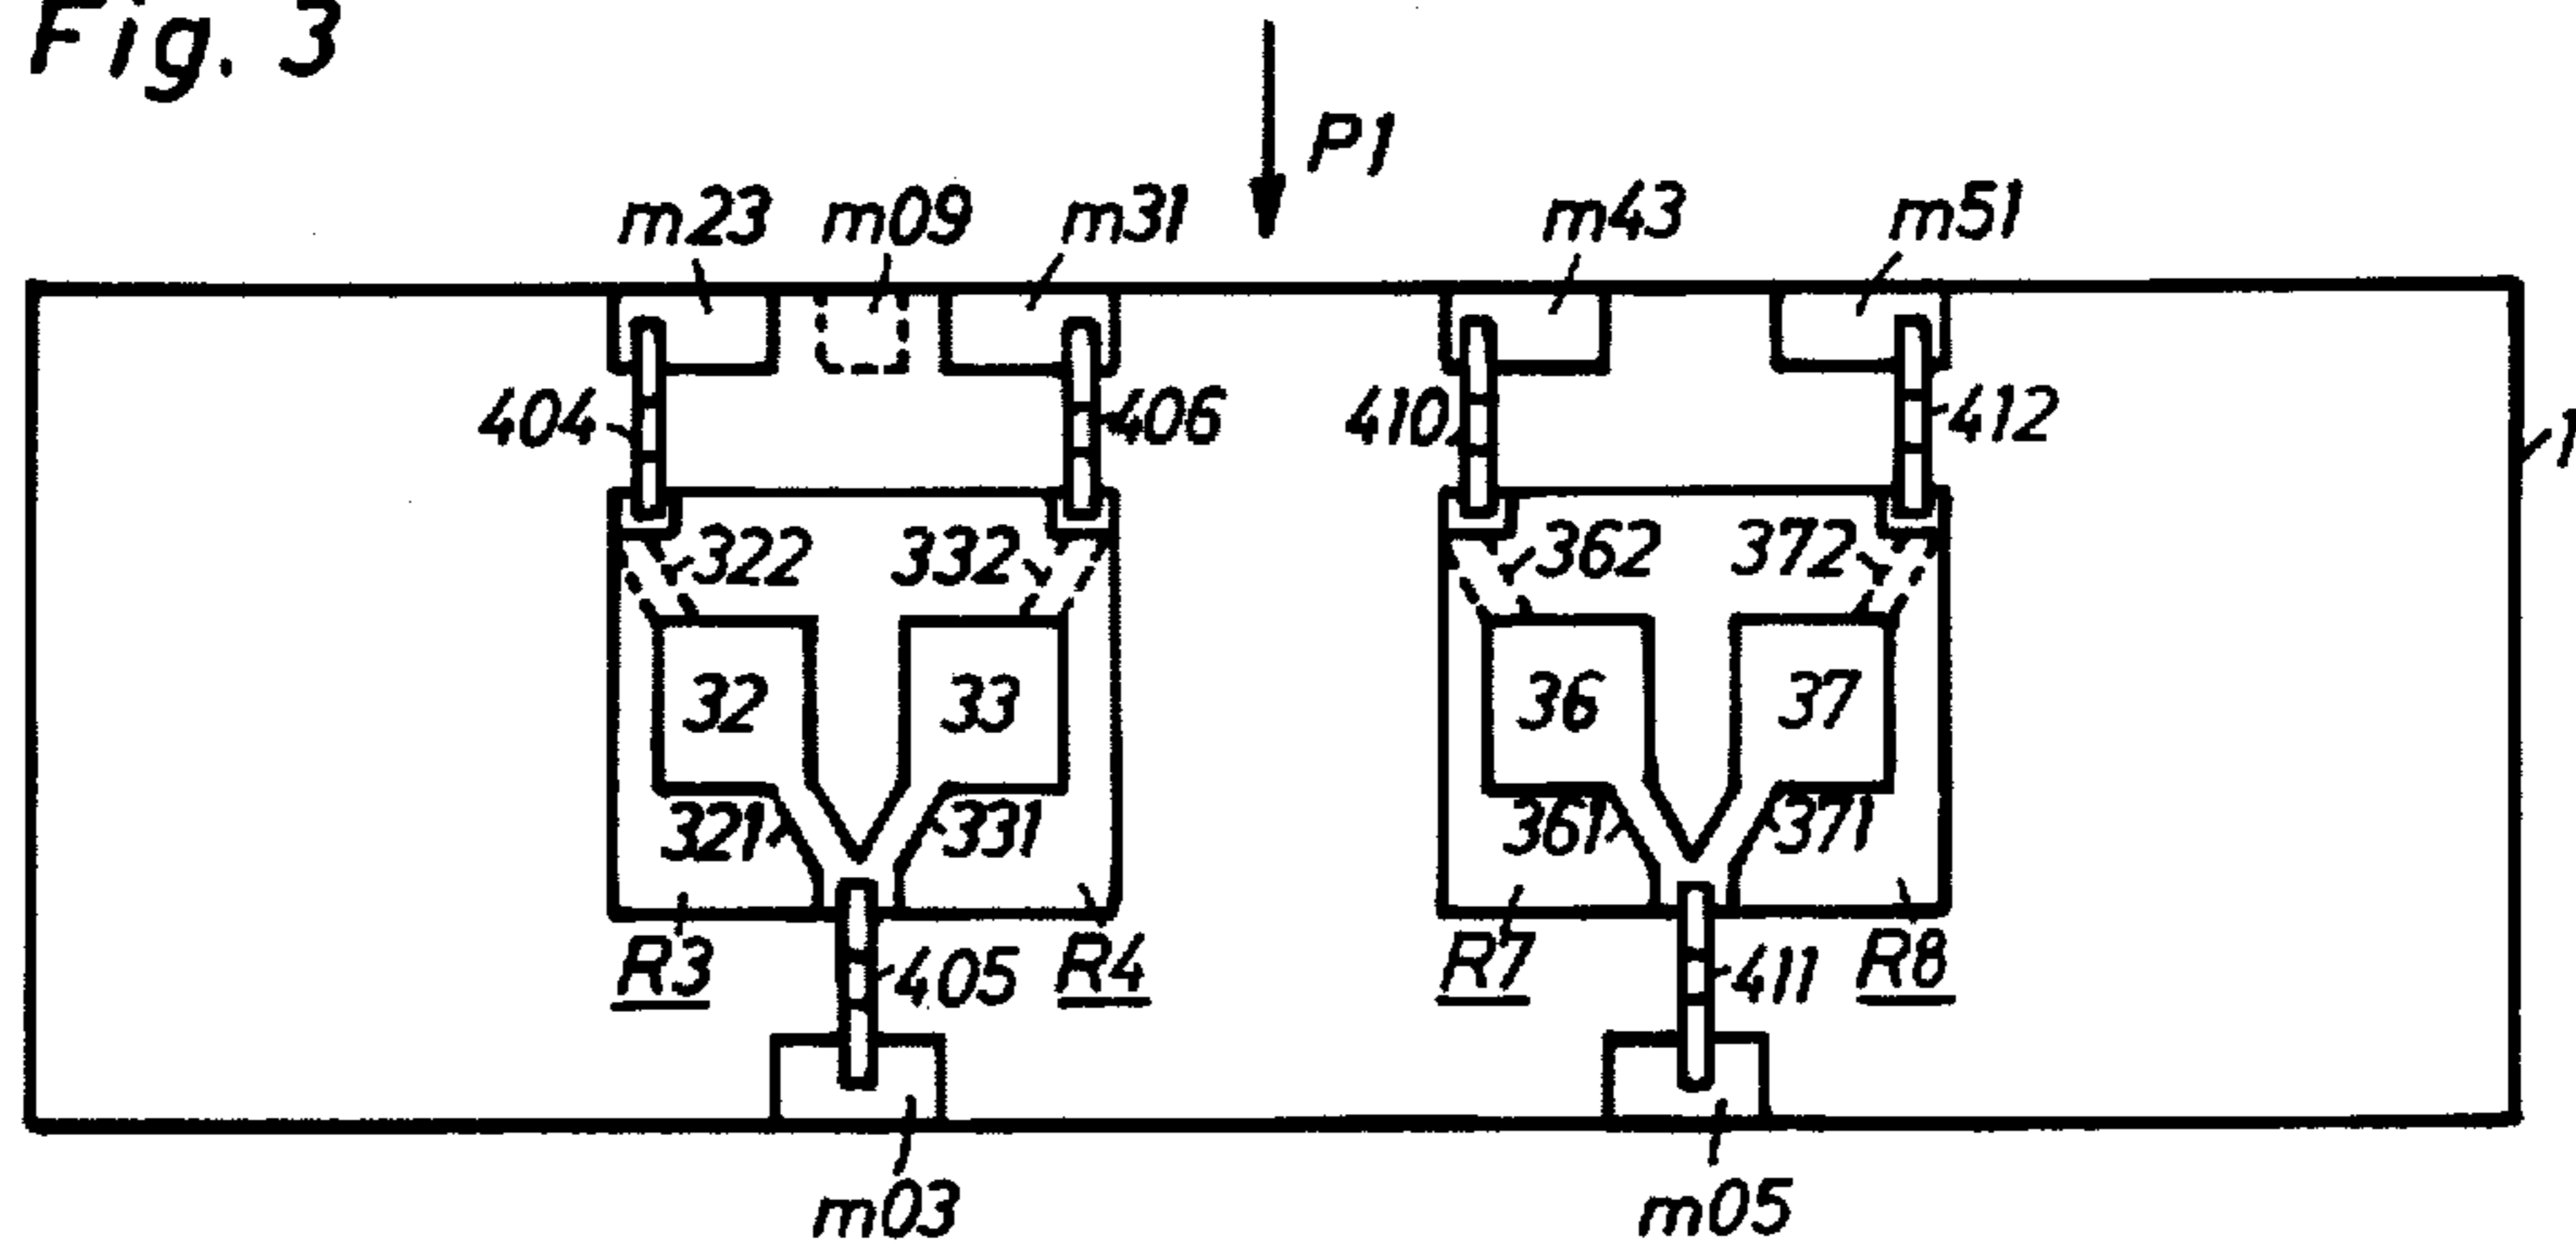 Fig. 3
P1
m23 m09 m31 m43 m51
404 406 410 412 1
322 332 362 372
32 33 36 37
321 331 361 371
R3 405 R4 R7 411 R8
m03 m05